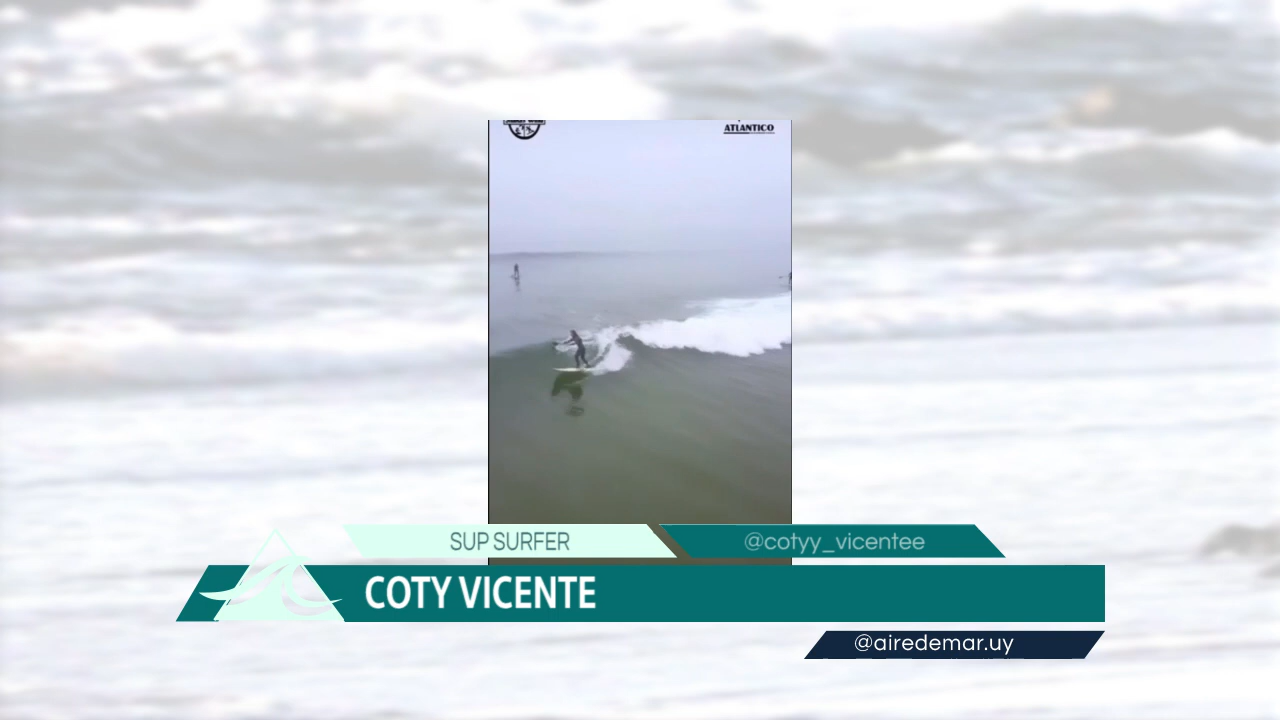 ATLANTICO
SUP SURFER
@cotyy_vicentee
COTY VICENTE
@airedemar.uy